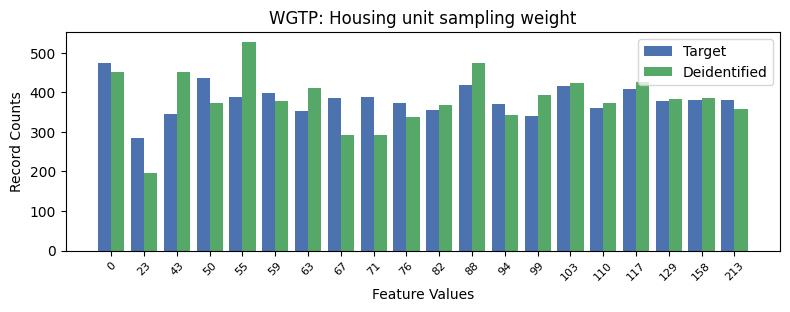 WGTP: Housing unit sampling weight
Target
Deidentified
Record Counts
500
400
300
200
100
0
0 23 43 50 55 59 63 67 71 76 82 88 94 99 103 110 117 129 158 213
Feature Values